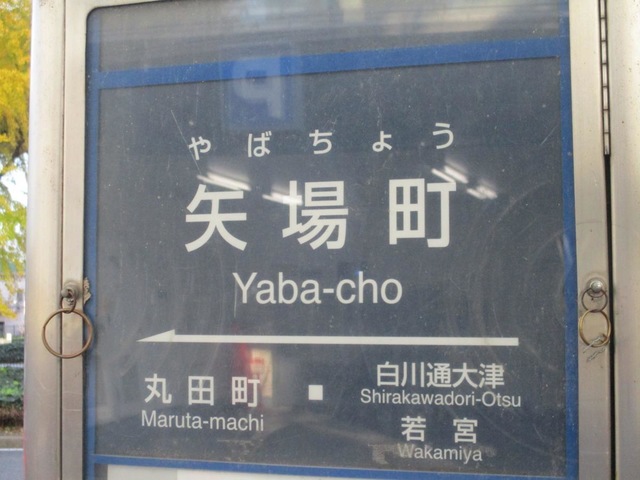 やばちょう
矢場町
Yaba-cho
丸田町
Maruta-machi
白川通大津
Shirakawadori-Otsu
若宮
Wakamiya